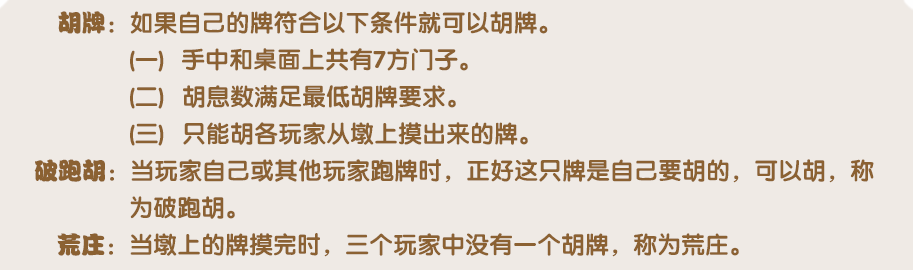 胡牌：如果自己的牌符合以下条件就可以胡牌。
(一) 手中和桌面上共有7方门子。
(二) 胡息数满足最低胡牌要求。
(三) 只能胡各玩家从墩上摸出来的牌。
破跑胡：当玩家自己或其他玩家跑牌时，正好这只牌是自己要胡的，可以胡，称
为破跑胡。
荒庄：当墩上的牌摸完时，三个玩家中没有一个胡牌，称为荒庄。